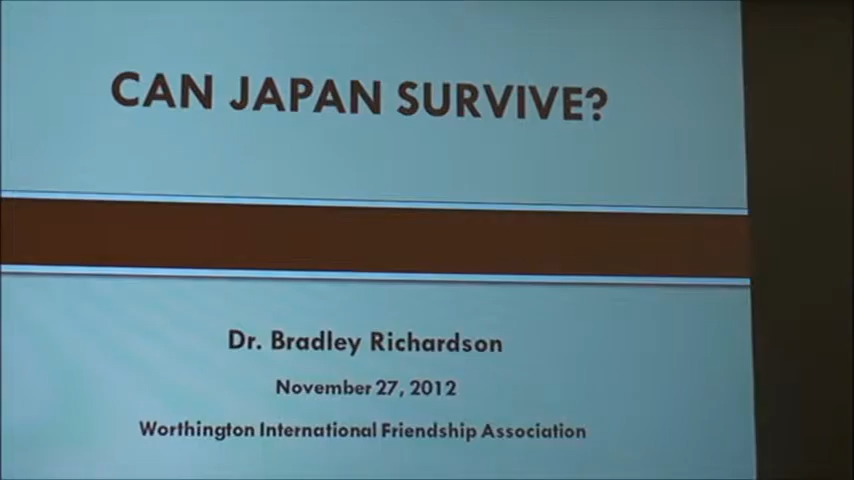 CAN JAPAN SURVIVE?
Dr. Bradley Richardson
November 27, 2012
Worthington International Friendship Association